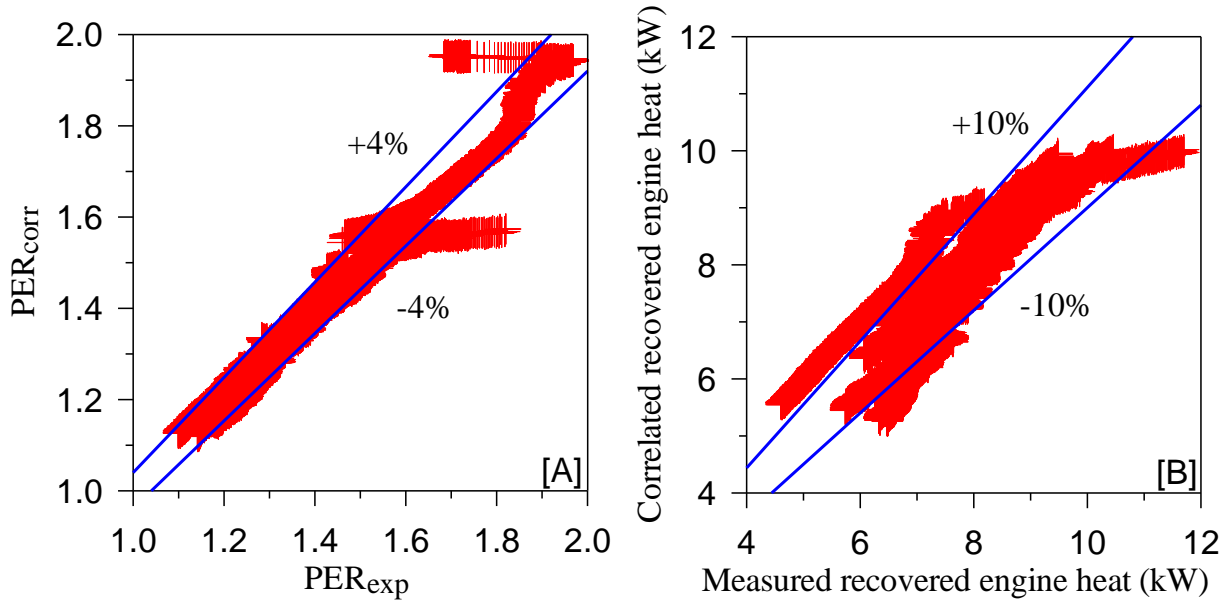 2.0
1.8
1.6
1.4
1.2
1.0
PERcorr
+4%
-4%
[A]
1.0 1.2 1.4 1.6 1.8 2.0
PERexp
12
10
8
6
4
Correlated recovered engine heat (kW)
+10%
-10%
[B]
4 6 8 10 12
Measured recovered engine heat (kW)